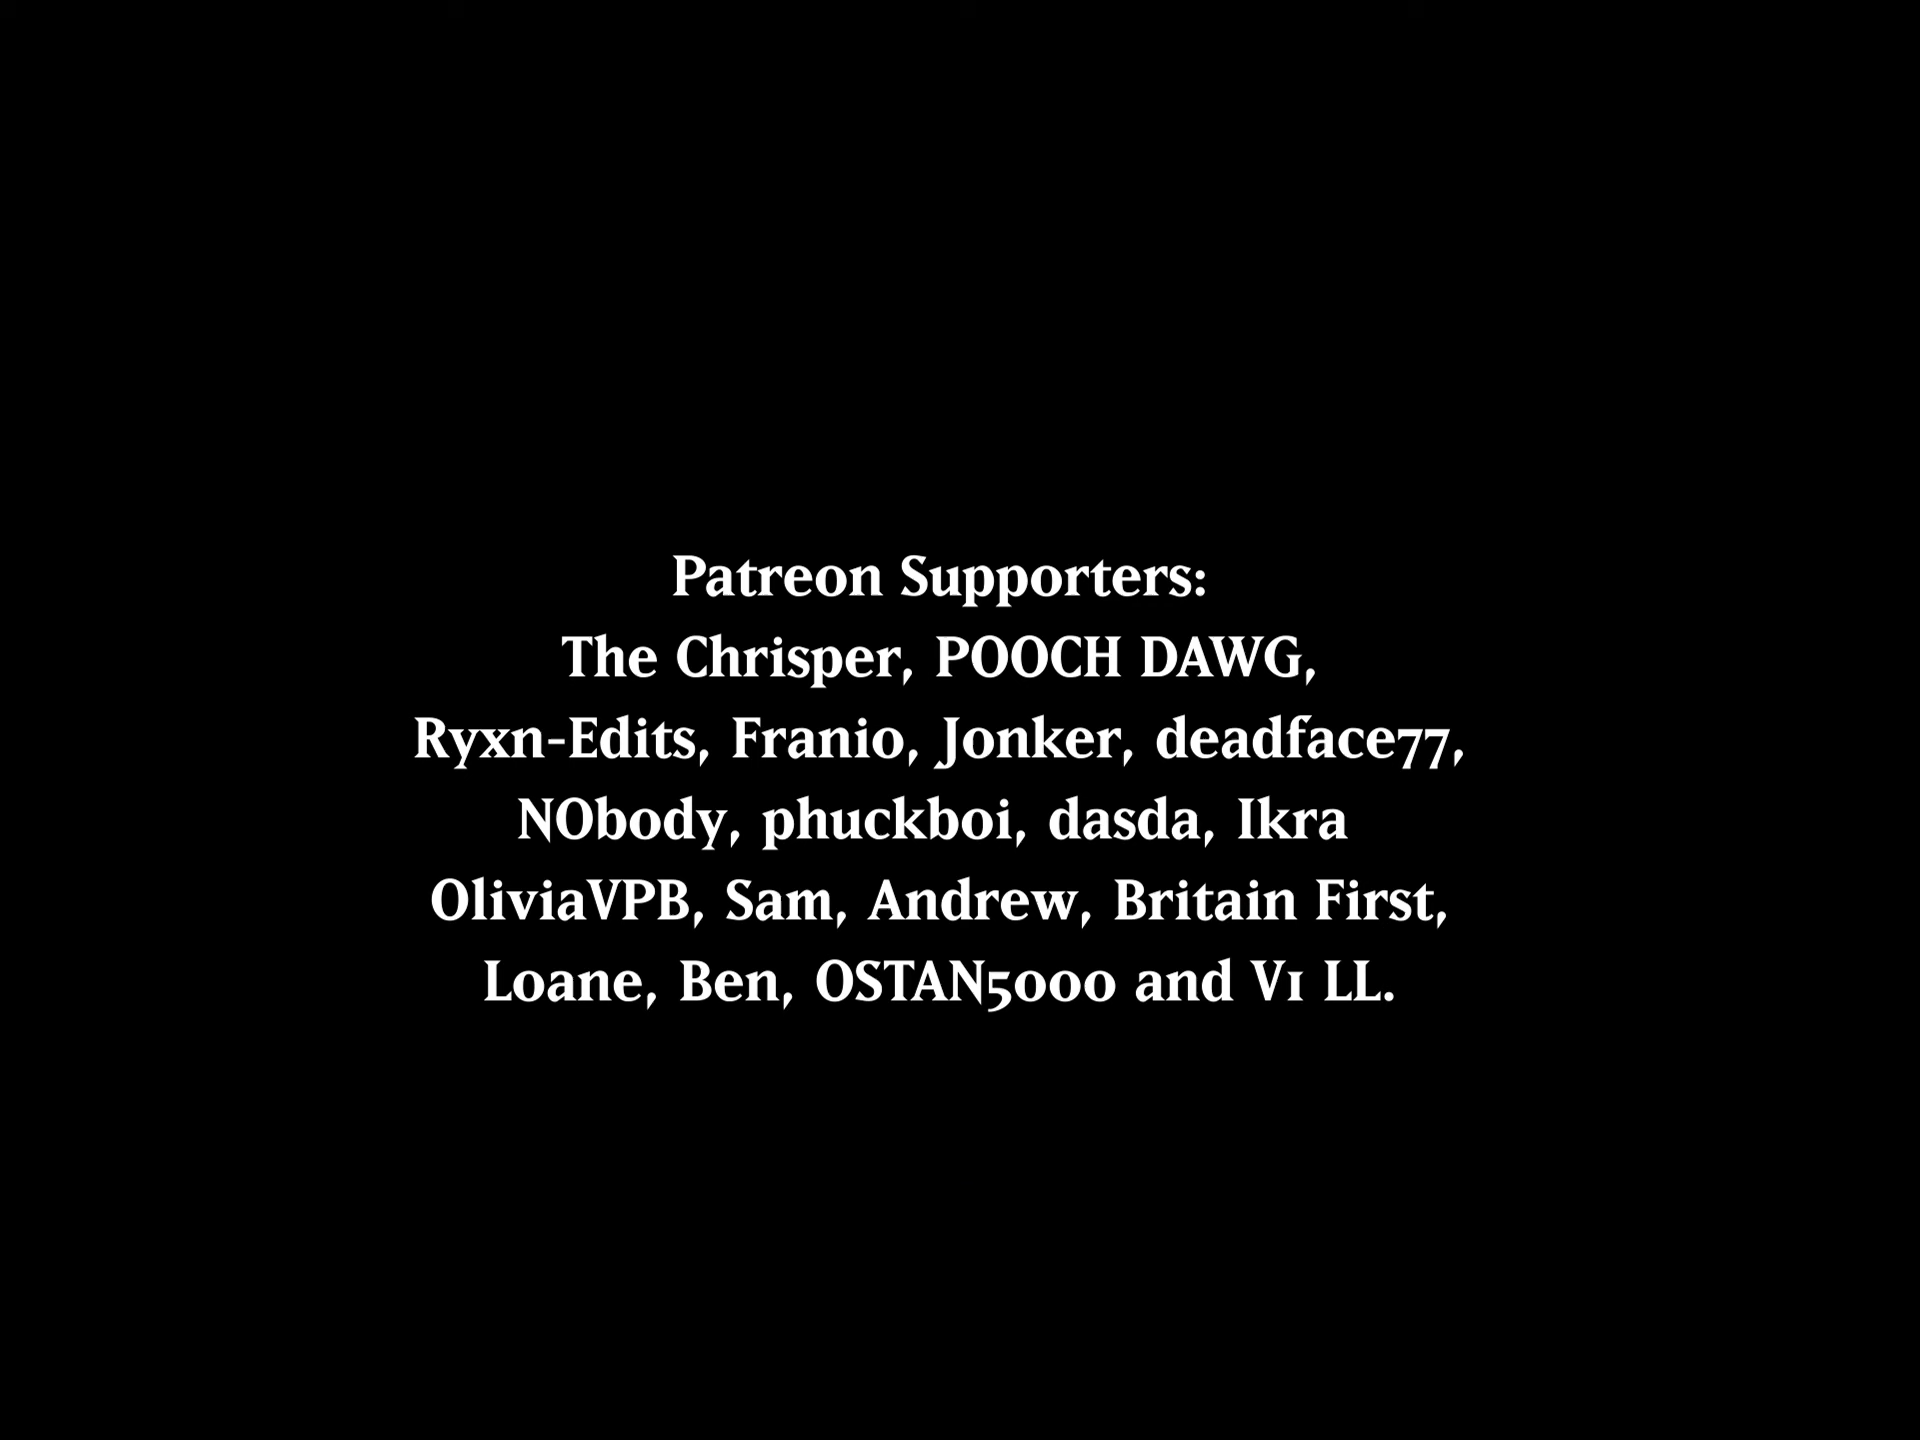 Patreon Supporters:
The Chrisper, POOCH DAWG,
Ryxn-Edits, Franio, Jonker, deadface77,
NObody, phuckboi, dasda, Ikra
OliviaVPB, Sam, Andrew, Britain First,
Loane, Ben, OSTAN5000 and V1 LL.